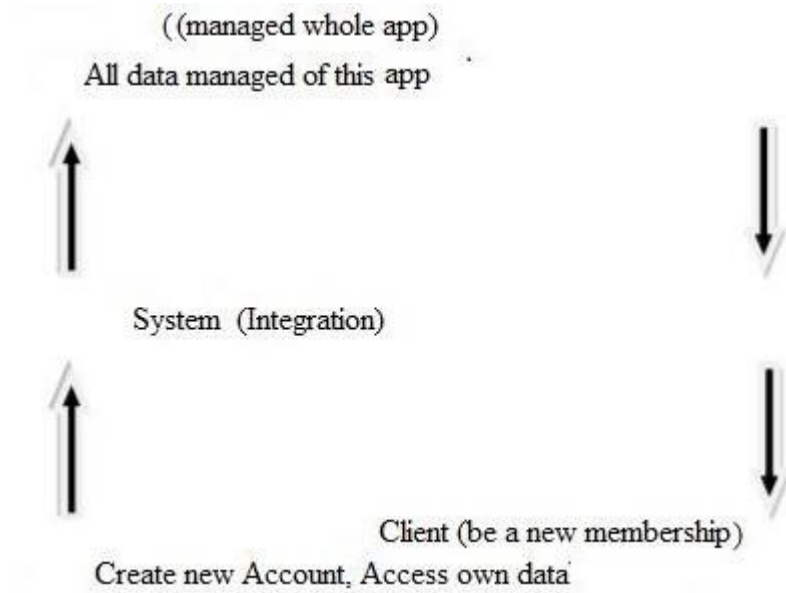 ((managed whole app)
All data managed of this app
System (Integration)
Client (be a new membership)
Create new Account, Access own data